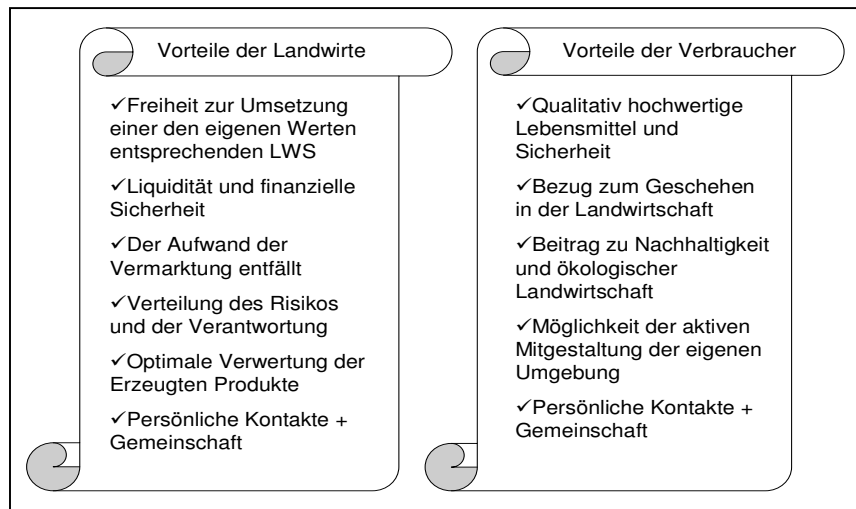 Vorteile der Landwirte
✓Freiheit zur Umsetzung
einer den eigenen Werten
entsprechenden LWS
✓Liquidität und finanzielle
Sicherheit
✓Der Aufwand der
Vermarktung entfällt
✓Verteilung des Risikos
und der Verantwortung
✓Optimale Verwertung der
Erzeugten Produkte
✓Persönliche Kontakte +
Gemeinschaft
Vorteile der Verbraucher
✓Qualitativ hochwertige
Lebensmittel und
Sicherheit
✓Bezug zum Geschehen
in der Landwirtschaft
✓Beitrag zu Nachhaltigkeit
und ökologischer
Landwirtschaft
✓Möglichkeit der aktiven
Mitgestaltung der eigenen
Umgebung
✓Persönliche Kontakte +
Gemeinschaft